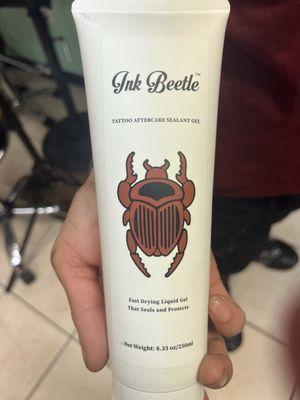 Ink Beetle™
TATTOO AFTERCARE SEALANT GEL
Fast Drying Liquid Gel
That Seals and Protects
- Net Weight: 8.33 oz/250ml